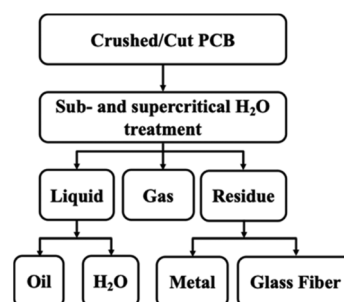 Crushed/Cut PCB
Sub- and supercritical H₂O
treatment
Liquid
Gas
Residue
Oil
H₂O
Metal
Glass Fiber